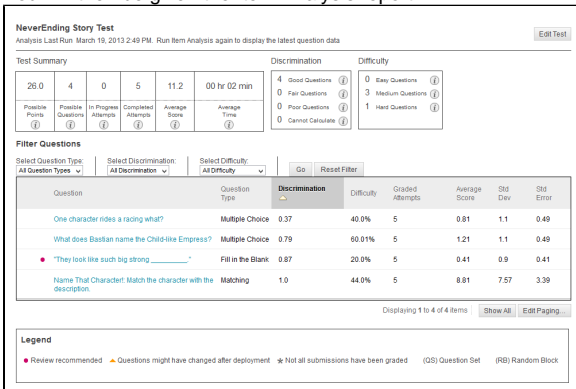 NeverEnding Story Test
Edit Test
Analysis Last Run March 19, 2013 2:49 PM. Run Item Analysis again to display the latest question data
Test Summary
Discrimination
Difficulty
26.0 4 0 5 11.2 00 hr 02 min
Possible Points Possible Questions In Progress Attempts Completed Attempts Average Score Average Time
4 Good Questions
0 Fair Questions
0 Poor Questions
0 Cannot Calculate
0 Easy Questions
3 Medium Questions
1 Hard Questions
Filter Questions
Select Question Type: Select Discrimination: Select Difficulty:
All Question Types All Discrimination All Difficulty Go Reset Filter
Question Question Type Discrimination Difficulty Graded Attempts Average Score Std Dev Std Error
One character rides a racing what? Multiple Choice 0.37 40.0% 5 0.81 1.1 0.49
What does Bastian name the Child-like Empress? Multiple Choice 0.79 60.01% 5 1.21 1.1 0.49
"They look like such big strong ________." Fill in the Blank 0.87 20.0% 5 0.41 0.9 0.41
Name That Character!: Match the character with the description. Matching 1.0 44.0% 5 8.81 7.57 3.39
Displaying 1 to 4 of 4 items Show All Edit Paging...
Legend
Review recommended Questions might have changed after deployment Not all submissions have been graded (QS) Question Set (RB) Random Block